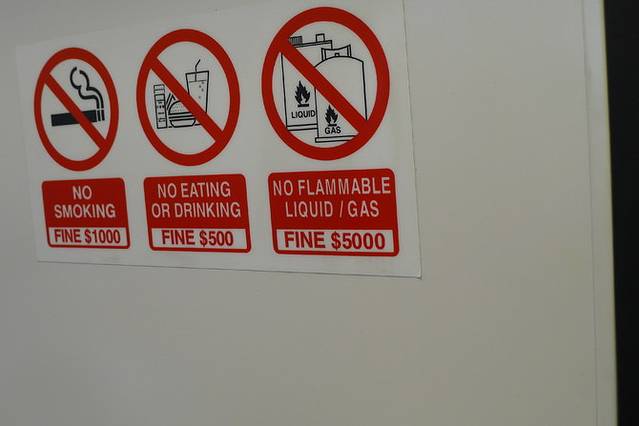 LIQUID
GAS
NO
SMOKING
FINE $1000
NO EATING
OR DRINKING
FINE $500
NO FLAMMABLE
LIQUID / GAS
FINE $5000